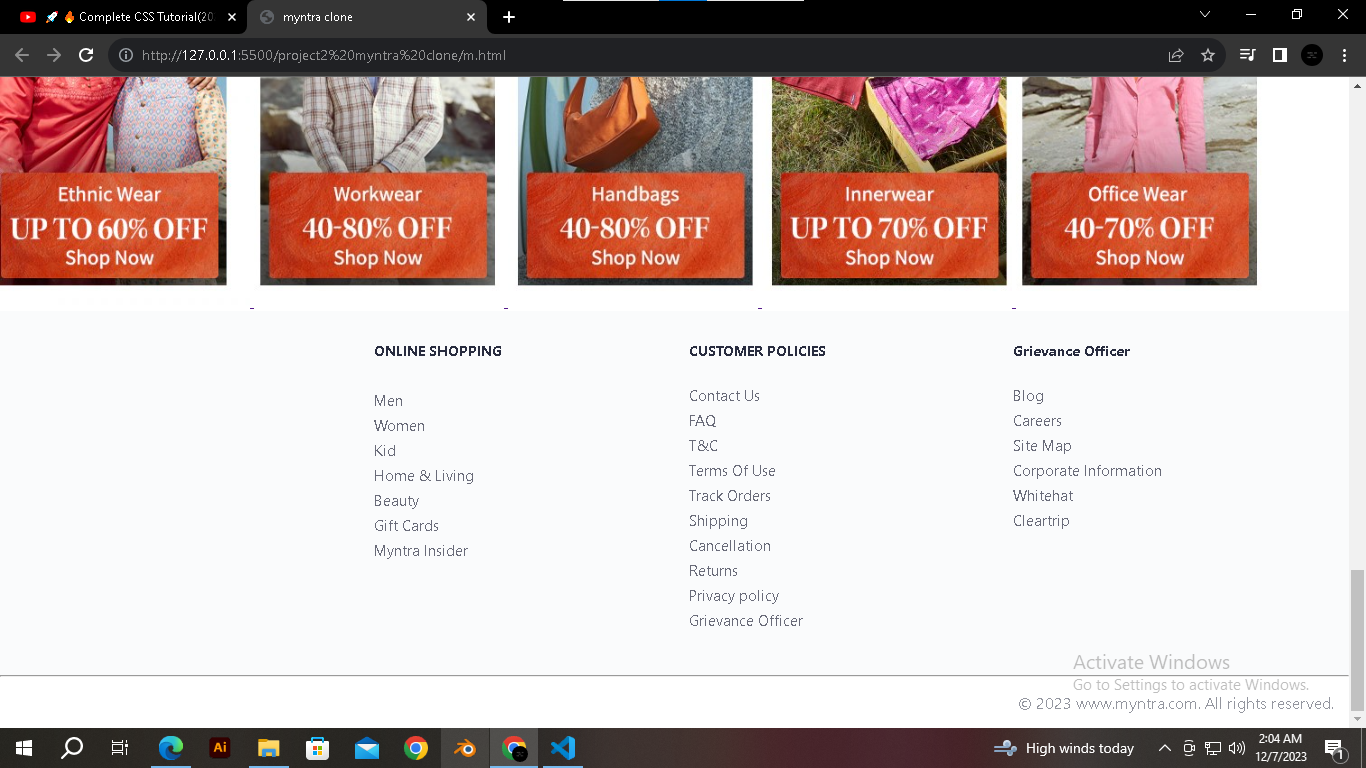 Complete CSS Tutorial(20
myntra clone
http://127.0.0.1:5500/project2%20myntra%20clone/m.html
Ethnic Wear
UP TO 60% OFF
Shop Now
Workwear
40-80% OFF
Shop Now
Handbags
40-80% OFF
Shop Now
Innerwear
UP TO 70% OFF
Shop Now
Office Wear
40-70% OFF
Shop Now
ONLINE SHOPPING
Men
Women
Kid
Home & Living
Beauty
Gift Cards
Myntra Insider
CUSTOMER POLICIES
Contact Us
FAQ
T&C
Terms Of Use
Track Orders
Shipping
Cancellation
Returns
Privacy policy
Grievance Officer
Grievance Officer
Blog
Careers
Site Map
Corporate Information
Whitehat
Cleartrip
Activate Windows
Go to Settings to activate Windows.
© 2023 www.myntra.com. All rights reserved.
Ai
High winds today
2:04 AM
12/7/2023
1